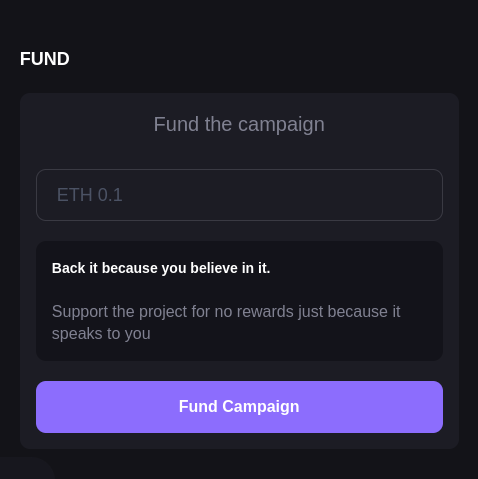 FUND
Fund the campaign
ETH 0.1
Back it because you believe in it.
Support the project for no rewards just because it
speaks to you
Fund Campaign